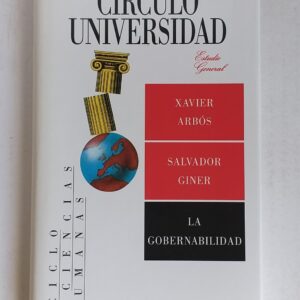 CÍRCULO
UNIVERSIDAD
Estudio
General
XAVIER
ARBÓS
SALVADOR
GINER
LA
GOBERNABILIDAD
CICLO
CIENCIAS
HUMANAS